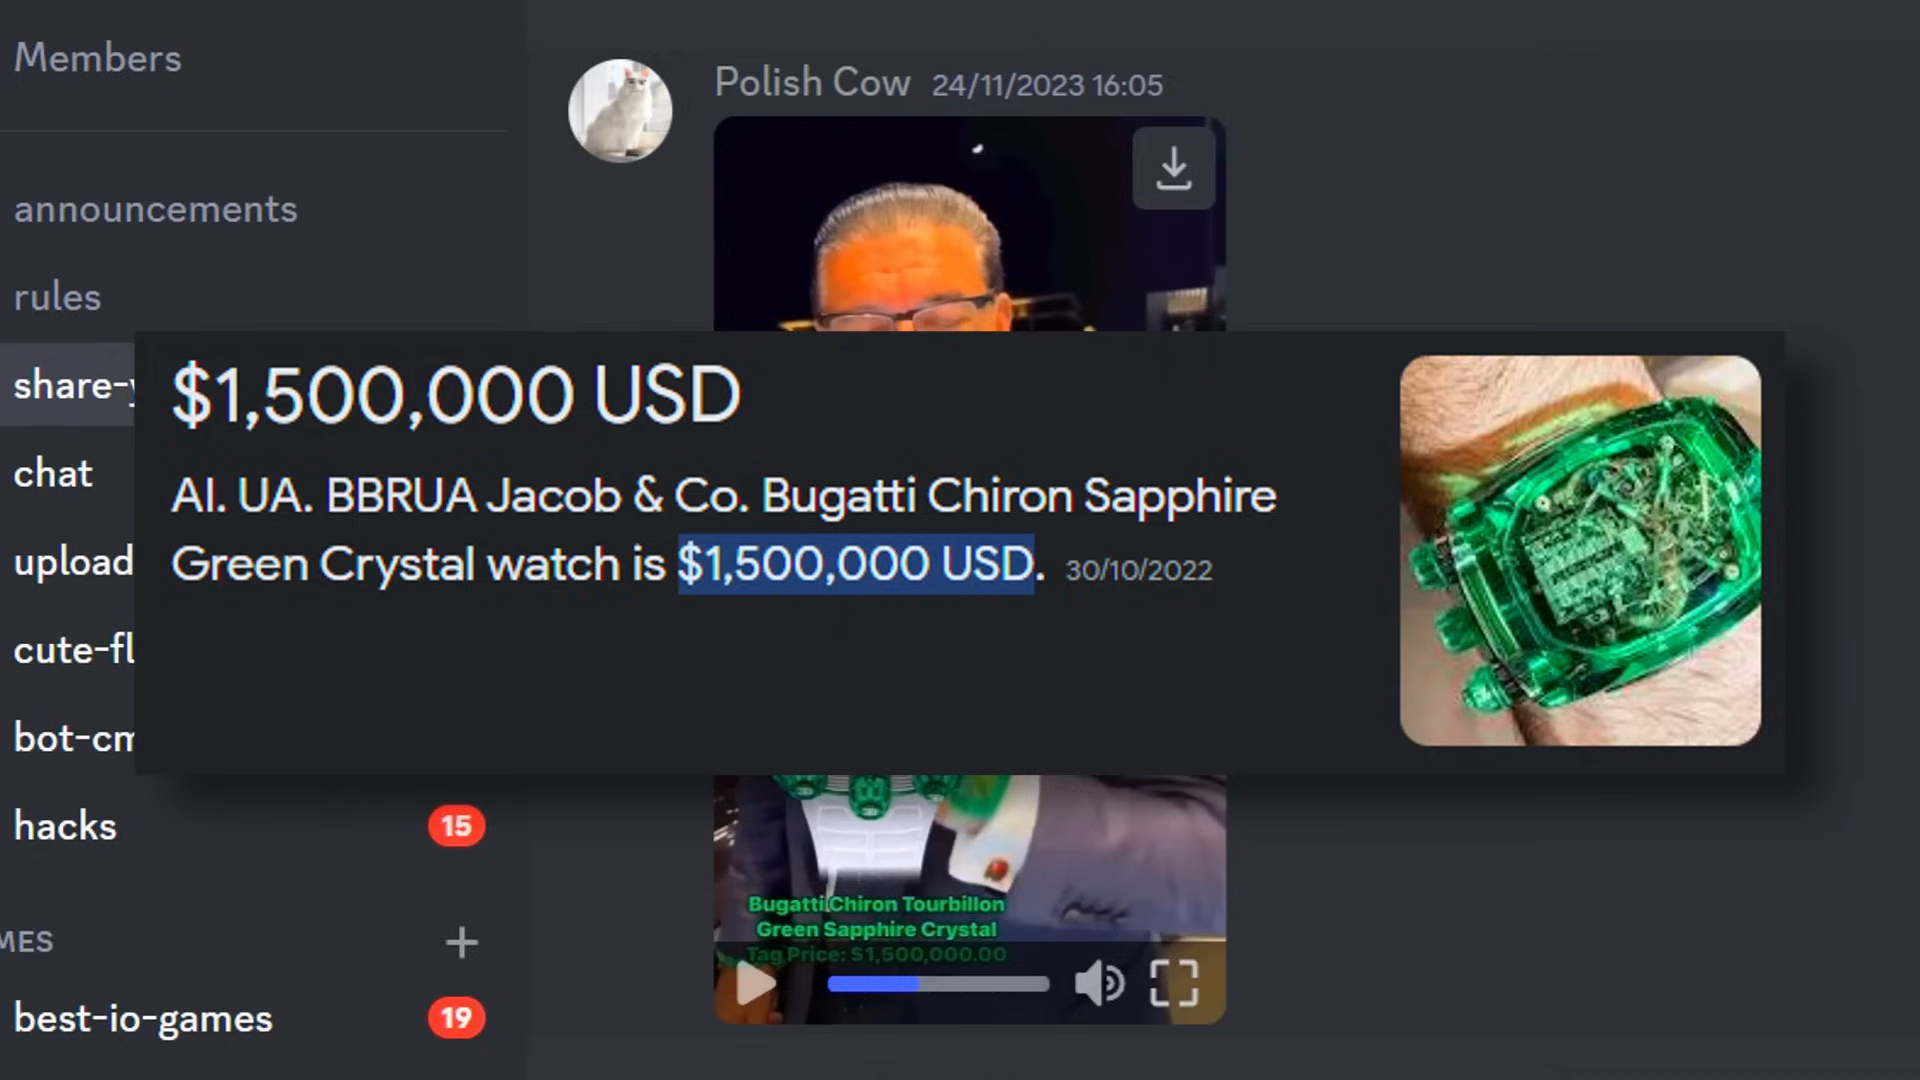 Members
announcements
rules
share-y
chat
upload
cute-fl
bot-cm
hacks
15
MES
best-io-games
19
Polish Cow 24/11/2023 16:05
$1,500,000 USD
AI. UA. BBRUA Jacob & Co. Bugatti Chiron Sapphire
Green Crystal watch is $1,500,000 USD. 30/10/2022
Bugatti Chiron Tourbillon
Green Sapphire Crystal
Tag Price: $1,500,000.00